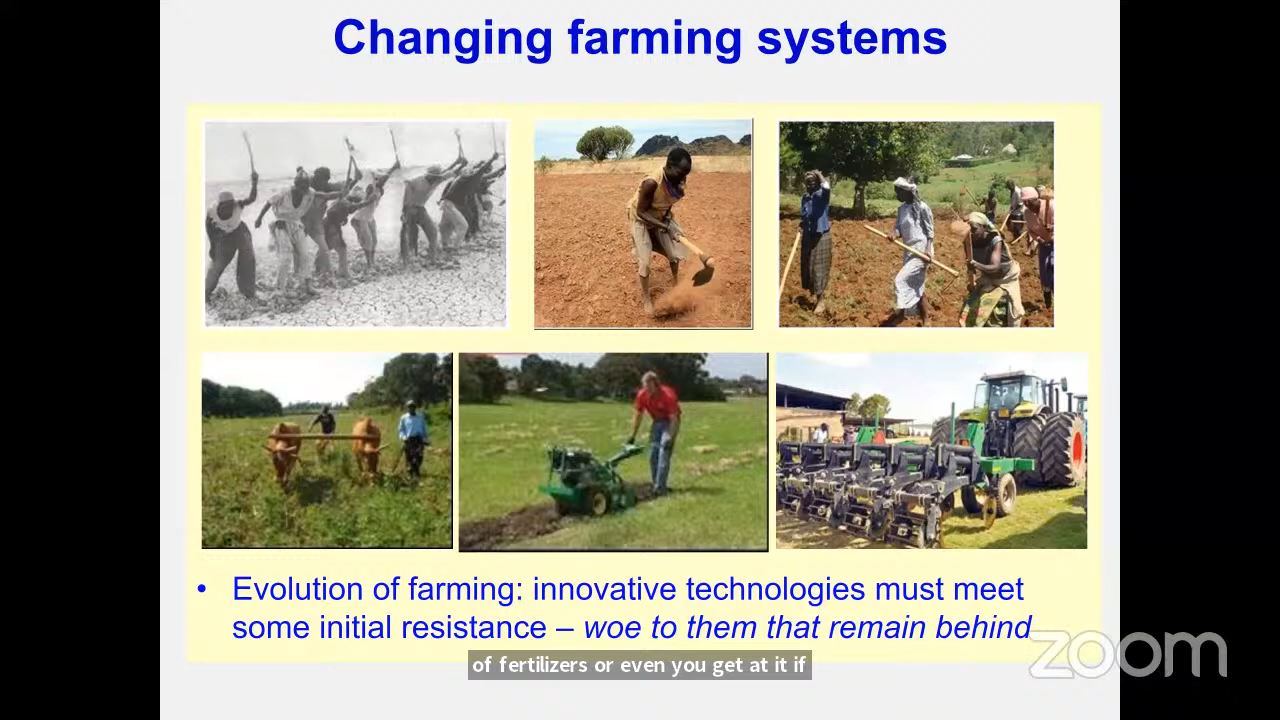 Changing farming systems
• Evolution of farming: innovative technologies must meet
some initial resistance – woe to them that remain behind
of fertilizers or even you get at it if
zoom